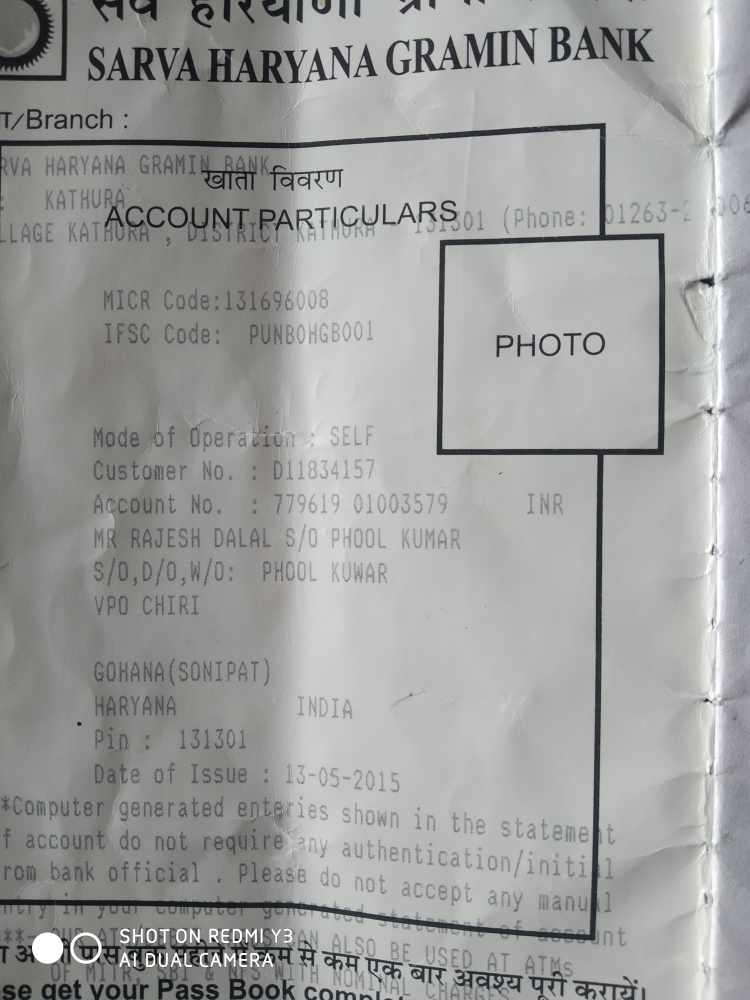 सर्व हरियाणा
SARVA HARYANA GRAMIN BANK
/Branch :
RVA HARYANA GRAMIN BANK
खाता विवरण
: KATHURA
ACCOUNT PARTICULARS
LLAGE KATHURA , DISTRICT KATHURA - 131301 (Phone: 01263-2
MICR Code:131696008
IFSC Code: PUNB0HGB001
PHOTO
Mode of Operation : SELF
Customer No. : D11834157
Account No. : 779619 01003579 INR
MR RAJESH DALAL S/O PHOOL KUMAR
S/O,D/O,W/O: PHOOL KUWAR
VPO CHIRI
GOHANA(SONIPAT)
HARYANA INDIA
Pin : 131301
Date of Issue : 13-05-2015
*Computer generated enteries shown in the statement
f account do not require any authentication/initial
rom bank official . Please do not accept any manual
ntry in your computer generated statement of account
CAN ALSO BE USED AT ATMs
SHOT ON REDMI Y3
AI DUAL CAMERA
पासबुक महीने में कम से कम एक बार अवश्य पूरी करायें।
OF MITR, SBI & NFS WITH NOMINAL CHARGES
se get your Pass Book